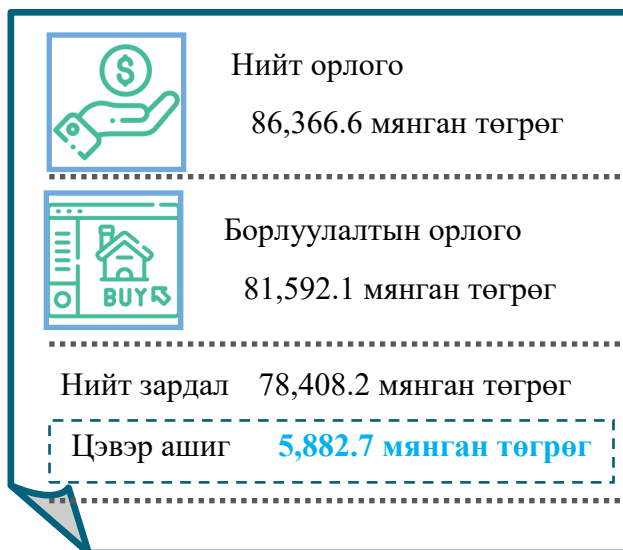 $
Нийт орлого
86,366.6 мянган төгрөг
Борлуулалтын орлого
BUY
81,592.1 мянган төгрөг
Нийт зардал 78,408.2 мянган төгрөг
Цэвэр ашиг 5,882.7 мянган төгрөг